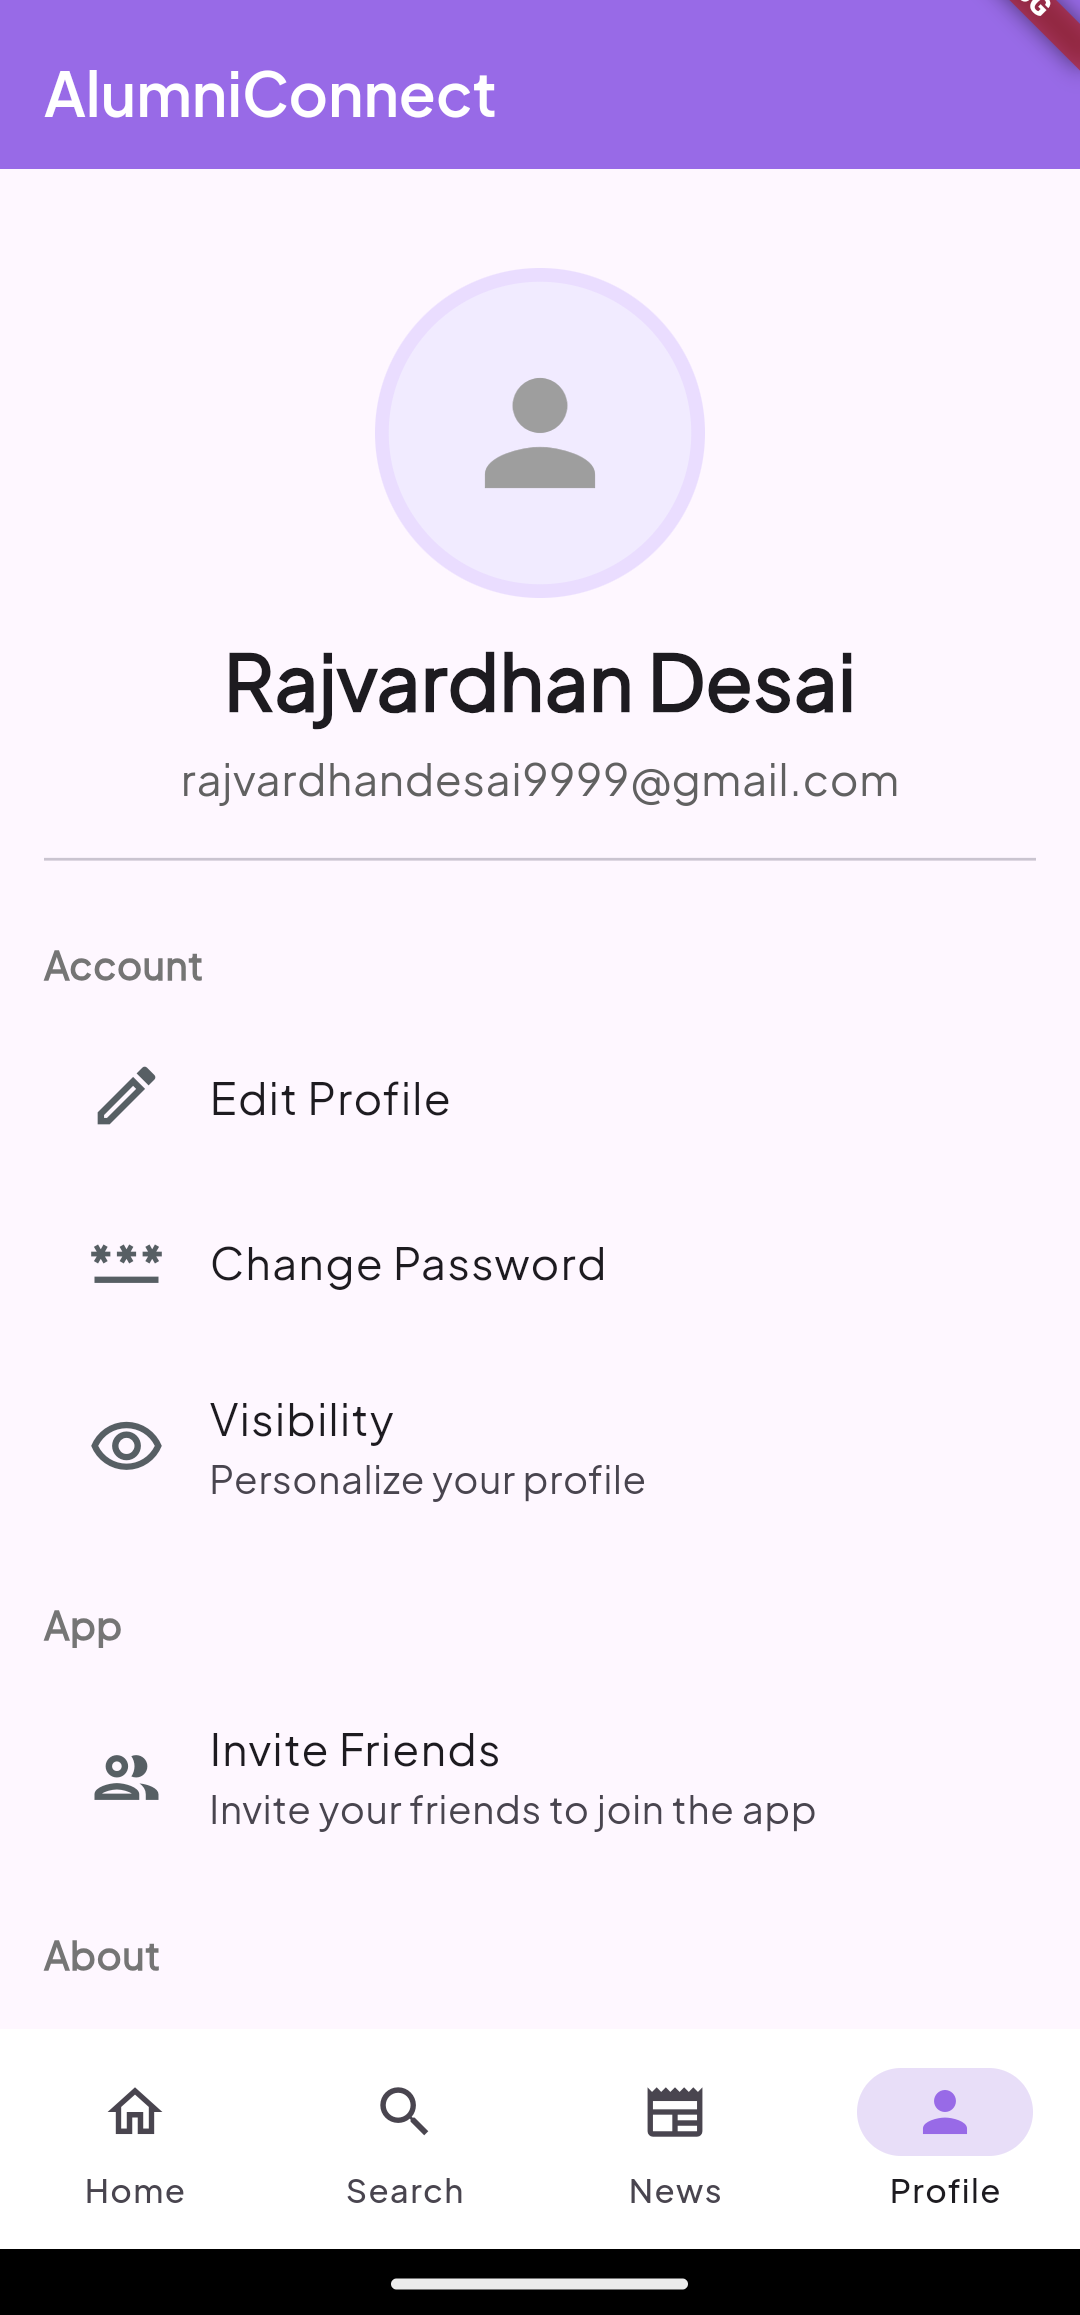 AlumniConnect
Rajvardhan Desai
rajvardhandesai9999@gmail.com
Account
Edit Profile
Change Password
Visibility
Personalize your profile
App
Invite Friends
Invite your friends to join the app
About
Home
Search
News
Profile